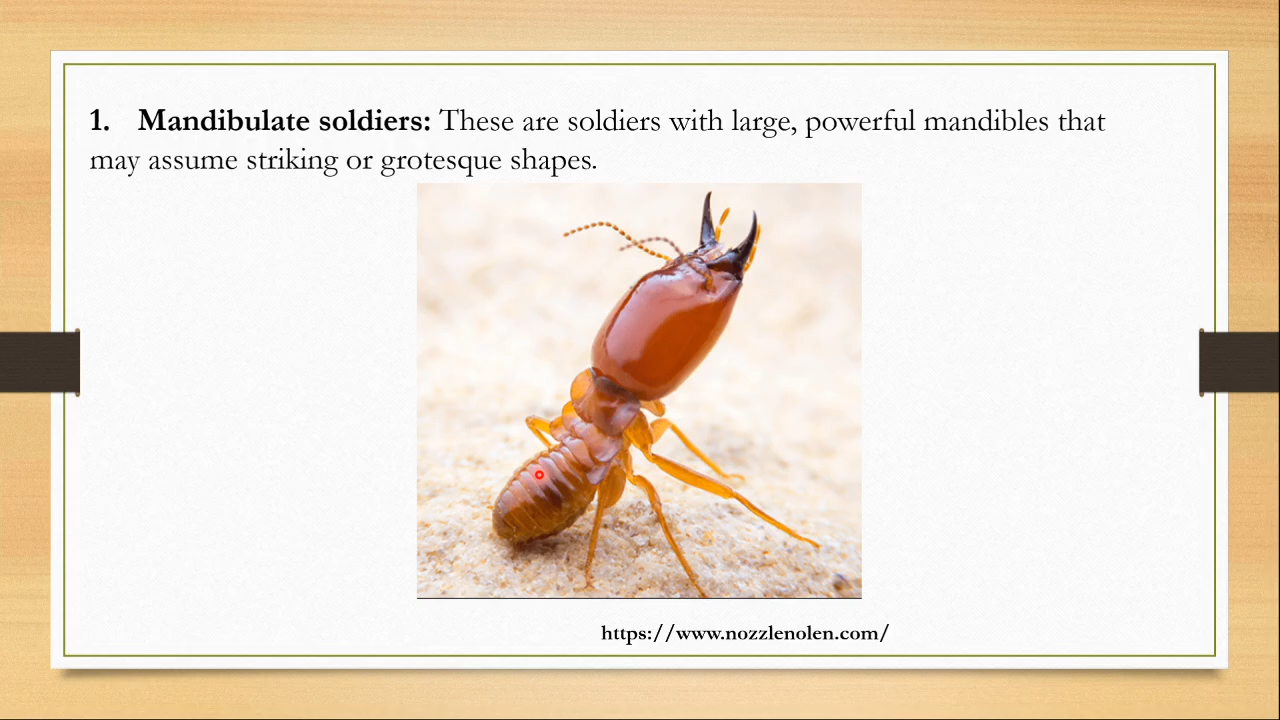 1. Mandibulate soldiers: These are soldiers with large, powerful mandibles that
may assume striking or grotesque shapes.
https://www.nozzlenolen.com/